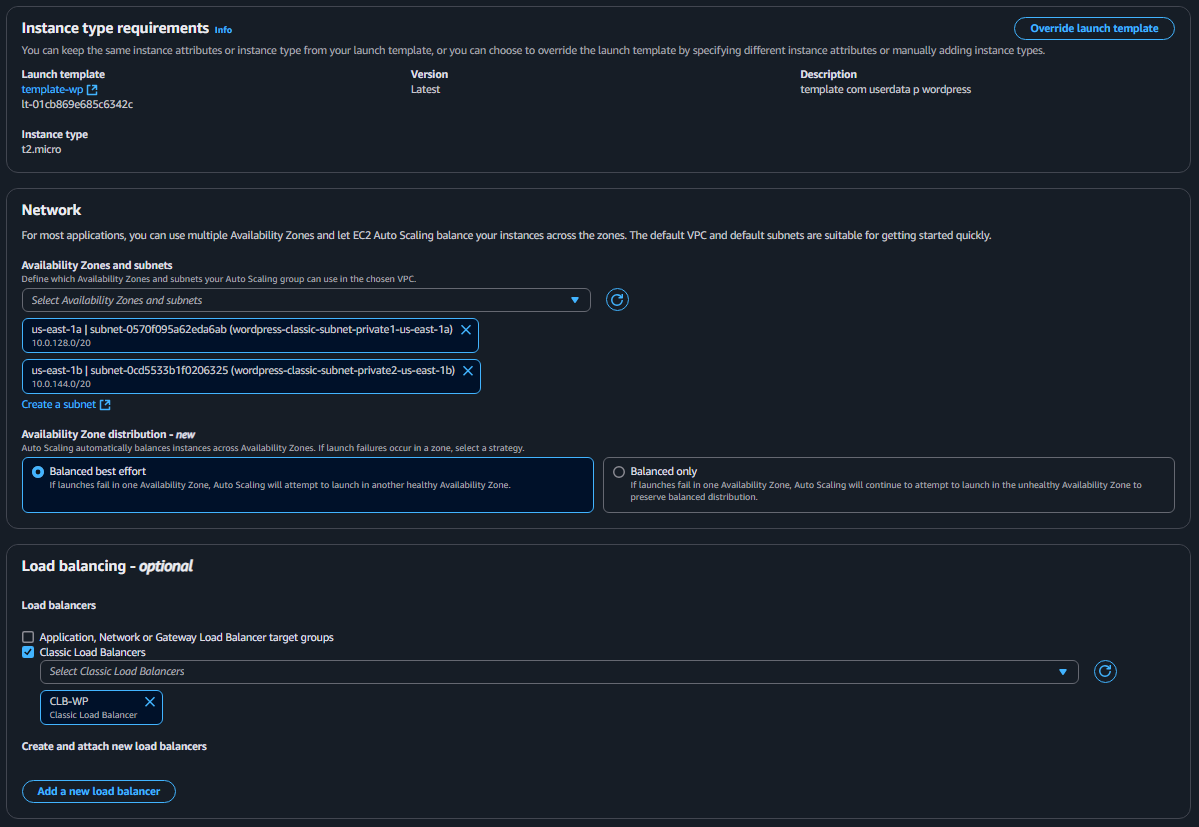 Instance type requirements Info
Override launch template
You can keep the same instance attributes or instance type from your launch template, or you can choose to override the launch template by specifying different instance attributes or manually adding instance types.
Launch template
template-wp
lt-01cb869e685c6342c
Version
Latest
Description
template com userdata p wordpress
Instance type
t2.micro
Network
For most applications, you can use multiple Availability Zones and let EC2 Auto Scaling balance your instances across the zones. The default VPC and default subnets are suitable for getting started quickly.
Availability Zones and subnets
Define which Availability Zones and subnets your Auto Scaling group can use in the chosen VPC.
Select Availability Zones and subnets
us-east-1a | subnet-0570f095a62eda6ab (wordpress-classic-subnet-private1-us-east-1a)
10.0.128.0/20
us-east-1b | subnet-0cd5533b1f0206325 (wordpress-classic-subnet-private2-us-east-1b)
10.0.144.0/20
Create a subnet
Availability Zone distribution - new
Auto Scaling automatically balances instances across Availability Zones. If launch failures occur in a zone, select a strategy.
Balanced best effort
If launches fail in one Availability Zone, Auto Scaling will attempt to launch in another healthy Availability Zone.
Balanced only
If launches fail in one Availability Zone, Auto Scaling will continue to attempt to launch in the unhealthy Availability Zone to
preserve balanced distribution.
Load balancing - optional
Load balancers
Application, Network or Gateway Load Balancer target groups
Classic Load Balancers
Select Classic Load Balancers
CLB-WP
Classic Load Balancer
Create and attach new load balancers
Add a new load balancer